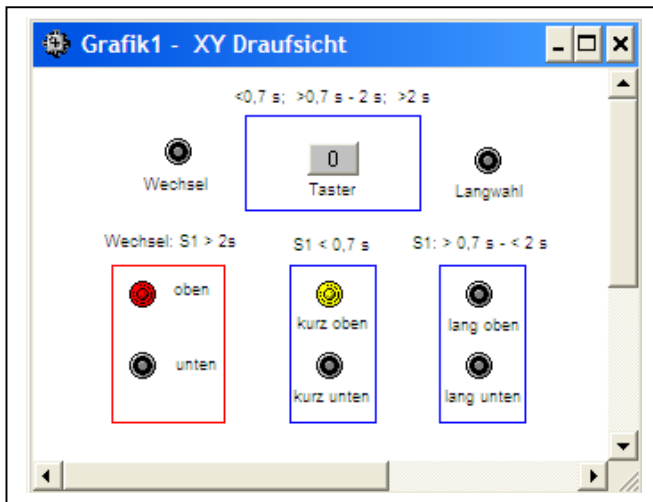 Grafik1 - XY Draufsicht
<0,7 s; >0,7 s - 2 s; >2 s
0
Wechsel
Taster
Langwahl
Wechsel: S1 > 2s
S1 < 0,7 s
S1: > 0,7 s - < 2 s
oben
kurz oben
lang oben
unten
kurz unten
lang unten